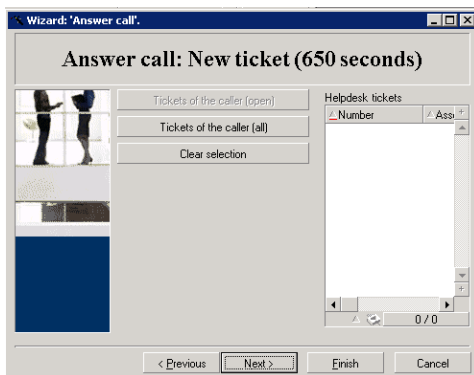 Wizard: 'Answer call'.
Answer call: New ticket (650 seconds)
Tickets of the caller (open)
Tickets of the caller (all)
Clear selection
Helpdesk tickets
Number Assi
0 / 0
< Previous Next > Finish Cancel